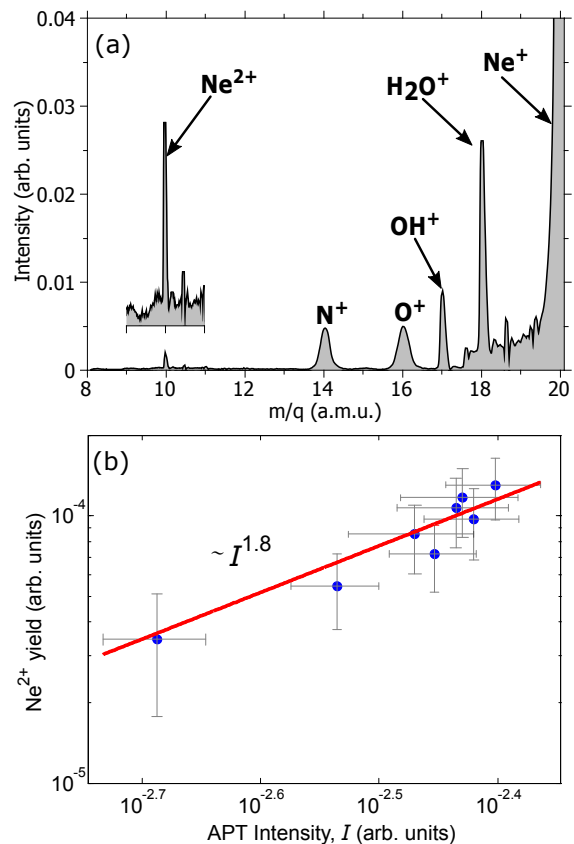 (a)
0.04
0.03
0.02
0.01
0
Intensity (arb. units)
Ne²⁺
N⁺
O⁺
OH⁺
H₂O⁺
Ne⁺
8 10 12 14 16 18 20
m/q (a.m.u.)
(b)
10⁻⁴
10⁻⁵
Ne²⁺ yield (arb. units)
~ I¹·⁸
10⁻²·⁷ 10⁻²·⁶ 10⁻²·⁵ 10⁻²·⁴
APT Intensity, I (arb. units)